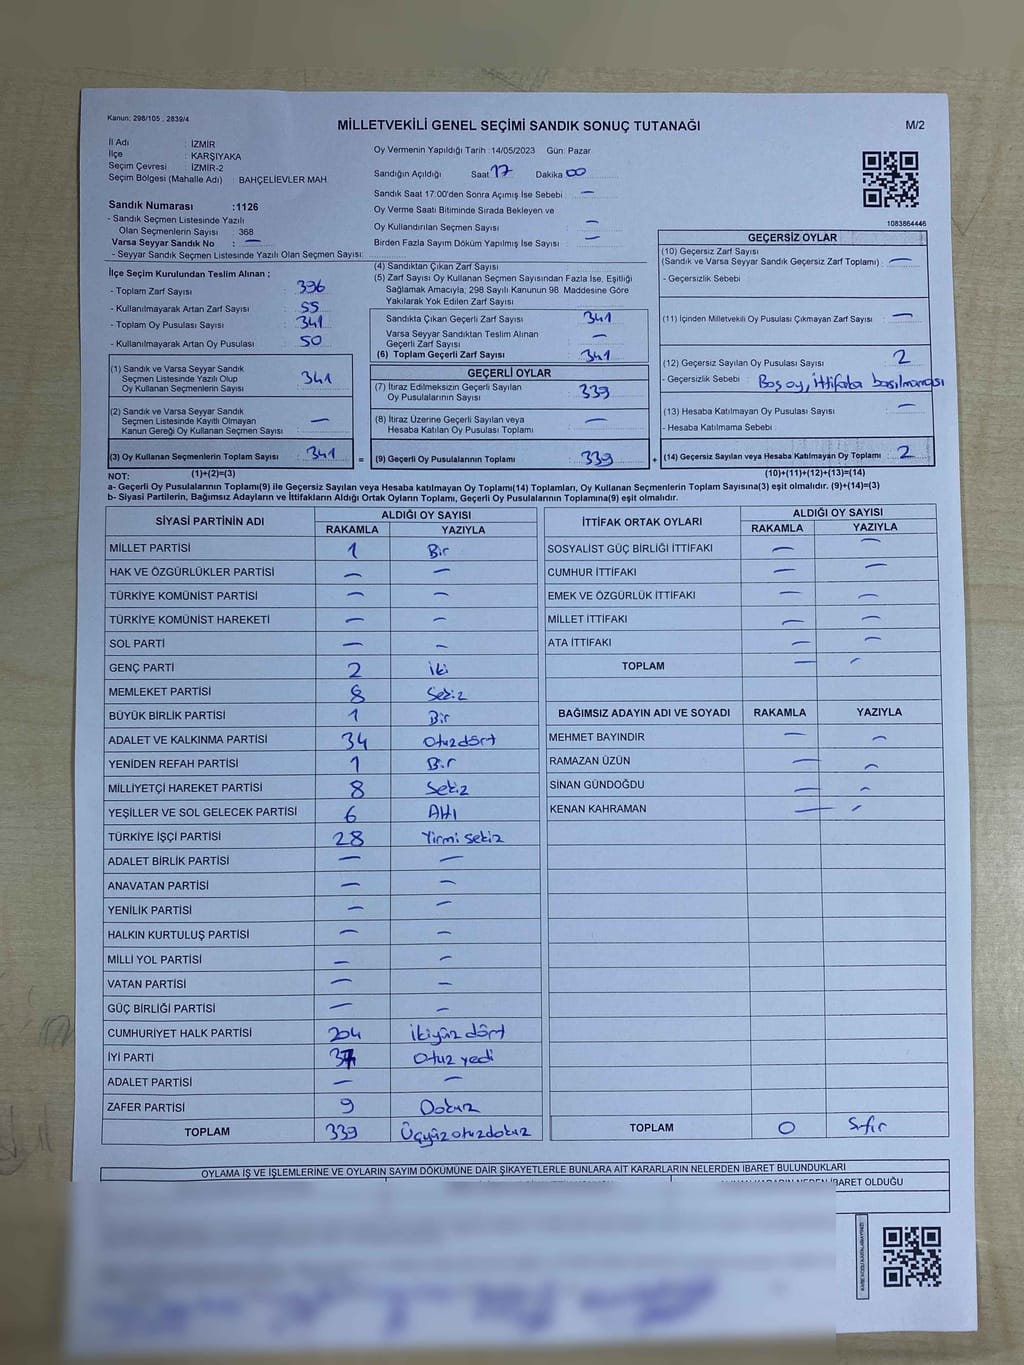 Kanun: 298/105 , 2839/4
MİLLETVEKİLİ GENEL SEÇİMİ SANDIK SONUÇ TUTANAĞI
M/2
İl Adı : İZMİR
İlçe : KARŞIYAKA
Seçim Çevresi : İZMİR-2
Seçim Bölgesi (Mahalle Adı) : BAHÇELİEVLER MAH.
Sandık Numarası :1126
- Sandık Seçmen Listesinde Yazılı
Olan Seçmenlerin Sayısı : 368
Varsa Seyyar Sandık No : —
- Seyyar Sandık Seçmen Listesinde Yazılı Olan Seçmen Sayısı:
Oy Vermenin Yapıldığı Tarih :14/05/2023 Gün: Pazar
Sandığın Açıldığı Saat 17 Dakika 00
Sandık Saat 17:00'den Sonra Açımış İse Sebebi : —
Oy Verme Saati Bitiminde Sırada Bekleyen ve
Oy Kullandırılan Seçmen Sayısı : —
Birden Fazla Sayım Döküm Yapılmış İse Sayısı : —
1083864446
İlçe Seçim Kurulundan Teslim Alınan ;
- Toplam Zarf Sayısı : 396
- Kullanılmayarak Artan Zarf Sayısı : 55
- Toplam Oy Pusulası Sayısı : 341
- Kullanılmayarak Artan Oy Pusulası : 50
(4) Sandıktan Çıkan Zarf Sayısı
(5) Zarf Sayısı Oy Kullanan Seçmen Sayısından Fazla İse, Eşitliği
Sağlamak Amacıyla; 298 Sayılı Kanunun 98. Maddesine Göre
Yakılarak Yok Edilen Zarf Sayısı
Sandıkta Çıkan Geçerli Zarf Sayısı : 341
Varsa Seyyar Sandıktan Teslim Alınan
Geçerli Zarf Sayısı : —
(6) Toplam Geçerli Zarf Sayısı : 341
GEÇERSİZ OYLAR
(10) Geçersiz Zarf Sayısı
(Sandık ve Varsa Seyyar Sandık Geçersiz Zarf Toplamı) : —
- Geçersizlik Sebebi :
(11) İçinden Milletvekili Oy Pusulası Çıkmayan Zarf Sayısı : —
(12) Geçersiz Sayılan Oy Pusulası Sayısı : 2
- Geçersizlik Sebebi : Boş oy, ittifaka basılmaması
(13) Hesaba Katılmayan Oy Pusulası Sayısı : —
- Hesaba Katılmama Sebebi :
(14) Geçersiz Sayılan veya Hesaba Katılmayan Oy Toplamı : 2
(10)+(11)+(12)+(13)=(14)
(1) Sandık ve Varsa Seyyar Sandık
Seçmen Listesinde Yazılı Olup
Oy Kullanan Seçmenlerin Sayısı : 341
(2) Sandık ve Varsa Seyyar Sandık
Seçmen Listesinde Kayıtlı Olmayan
Kanun Gereği Oy Kullanan Seçmen Sayısı : —
(3) Oy Kullanan Seçmenlerin Toplam Sayısı : 341 =
GEÇERLİ OYLAR
(7) İtiraz Edilmeksizin Geçerli Sayılan
Oy Pusulalarının Sayısı : 339
(8) İtiraz Üzerine Geçerli Sayılan veya
Hesaba Katılan Oy Pusulası Toplamı : —
(9) Geçerli Oy Pusulalarının Toplamı : 339 +
NOT: (1)+(2)=(3)
a- Geçerli Oy Pusulalarının Toplamı(9) ile Geçersiz Sayılan veya Hesaba katılmayan Oy Toplamı(14) Toplamları, Oy Kullanan Seçmenlerin Toplam Sayısına(3) eşit olmalıdır. (9)+(14)=(3)
b- Siyasi Partilerin, Bağımsız Adayların ve İttifakların Aldığı Ortak Oyların Toplamı, Geçerli Oy Pusulalarının Toplamına(9) eşit olmalıdır.
SİYASİ PARTİNİN ADI ALDIĞI OY SAYISI
RAKAMLA YAZIYLA
MİLLET PARTİSİ 1 Bir
HAK VE ÖZGÜRLÜKLER PARTİSİ — —
TÜRKİYE KOMÜNİST PARTİSİ — —
TÜRKİYE KOMÜNİST HAREKETİ — —
SOL PARTİ — —
GENÇ PARTİ 2 iki
MEMLEKET PARTİSİ 8 Sekiz
BÜYÜK BİRLİK PARTİSİ 1 Bir
ADALET VE KALKINMA PARTİSİ 34 Otuzdört
YENİDEN REFAH PARTİSİ 1 Bir
MİLLİYETÇİ HAREKET PARTİSİ 8 Sekiz
YEŞİLLER VE SOL GELECEK PARTİSİ 6 Altı
TÜRKİYE İŞÇİ PARTİSİ 28 Yirmi sekiz
ADALET BİRLİK PARTİSİ — —
ANAVATAN PARTİSİ — —
YENİLİK PARTİSİ — —
HALKIN KURTULUŞ PARTİSİ — —
MİLLİ YOL PARTİSİ — —
VATAN PARTİSİ — —
GÜÇ BİRLİĞİ PARTİSİ — —
CUMHURİYET HALK PARTİSİ 204 İkiyüz dört
İYİ PARTİ 37 Otuz yedi
ADALET PARTİSİ — —
ZAFER PARTİSİ 9 Dokuz
TOPLAM 339 Üçyüzotuzdokuz
İTTİFAK ORTAK OYLARI ALDIĞI OY SAYISI
RAKAMLA YAZIYLA
SOSYALİST GÜÇ BİRLİĞİ İTTİFAKI — —
CUMHUR İTTİFAKI — —
EMEK VE ÖZGÜRLÜK İTTİFAKI — —
MİLLET İTTİFAKI — —
ATA İTTİFAKI — —
TOPLAM — —
BAĞIMSIZ ADAYIN ADI VE SOYADI RAKAMLA YAZIYLA
MEHMET BAYINDIR — —
RAMAZAN ÜZÜN — —
SİNAN GÜNDOĞDU — —
KENAN KAHRAMAN — —
TOPLAM 0 Sıfır
OYLAMA İŞ VE İŞLEMLERİNE VE OYLARIN SAYIM DÖKÜMÜNE DAİR ŞİKAYETLERLE BUNLARA AİT KARARLARIN NELERDEN İBARET BULUNDUKLARI
İBARET OLDUĞU